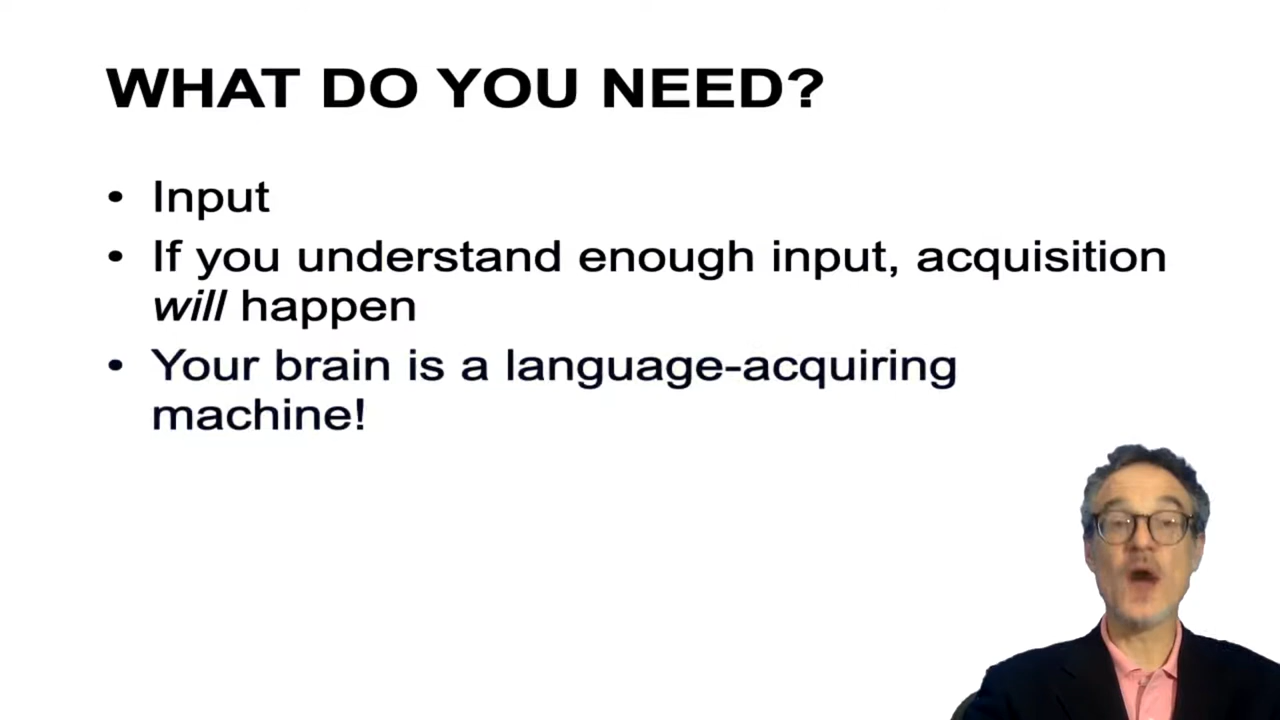 WHAT DO YOU NEED?
• Input
• If you understand enough input, acquisition
will happen
• Your brain is a language-acquiring
machine!